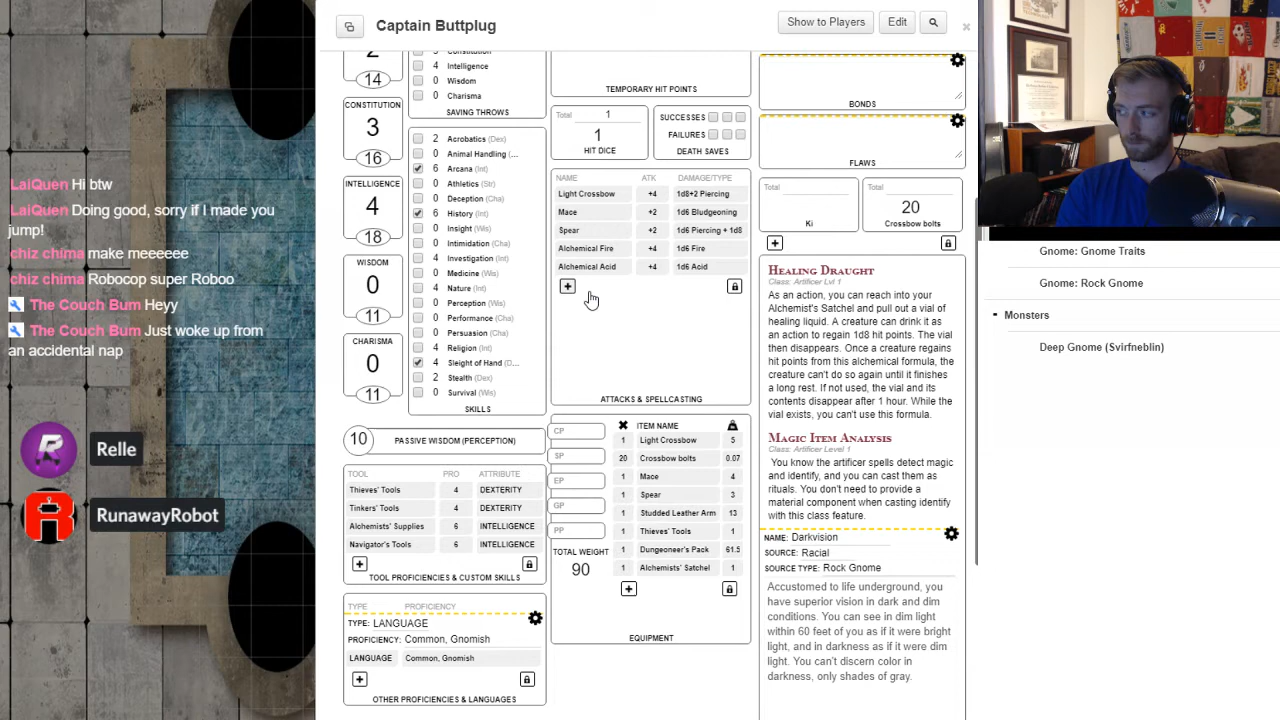 Captain Buttplug
Show to Players
Edit
LaiQuen Hi btw
LaiQuen Doing good, sorry if I made you
jump!
chiz chima make meeeeee
chiz chima Robocop super Roboo
The Couch Bum Heyy
The Couch Bum Just woke up from
an accidental nap
Relle
RunawayRobot
14
CONSTITUTION
3
16
INTELLIGENCE
4
18
WISDOM
0
11
CHARISMA
0
11
4 Intelligence
0 Wisdom
0 Charisma
SAVING THROWS
2 Acrobatics (Dex)
0 Animal Handling (...
6 Arcana (Int)
0 Athletics (Str)
0 Deception (Cha)
6 History (Int)
0 Insight (Wis)
0 Intimidation (Cha)
4 Investigation (Int)
0 Medicine (Wis)
4 Nature (Int)
0 Perception (Wis)
0 Performance (Cha)
0 Persuasion (Cha)
4 Religion (Int)
4 Sleight of Hand (D...
2 Stealth (Dex)
0 Survival (Wis)
SKILLS
10 PASSIVE WISDOM (PERCEPTION)
TOOL PRO ATTRIBUTE
Thieves' Tools 4 DEXTERITY
Tinkers' Tools 4 DEXTERITY
Alchemists' Supplies 6 INTELLIGENCE
Navigator's Tools 6 INTELLIGENCE
TOOL PROFICIENCIES & CUSTOM SKILLS
TYPE PROFICIENCY
TYPE: LANGUAGE
PROFICIENCY: Common, Gnomish
LANGUAGE Common, Gnomish
OTHER PROFICIENCIES & LANGUAGES
TEMPORARY HIT POINTS
Total 1
1
HIT DICE
SUCCESSES
FAILURES
DEATH SAVES
NAME ATK DAMAGE/TYPE
Light Crossbow +4 1d8+2 Piercing
Mace +2 1d6 Bludgeoning
Spear +2 1d6 Piercing + 1d8
Alchemical Fire +4 1d6 Fire
Alchemical Acid +4 1d6 Acid
ATTACKS & SPELLCASTING
CP
SP
EP
GP
PP
TOTAL WEIGHT
90
ITEM NAME
1 Light Crossbow 5
20 Crossbow bolts 0.07
1 Mace 4
1 Spear 3
1 Studded Leather Arm 13
1 Thieves' Tools 1
1 Dungeoneer's Pack 61.5
1 Alchemists' Satchel 1
EQUIPMENT
BONDS
FLAWS
Total
Ki
Total
20
Crossbow bolts
HEALING DRAUGHT
Class: Artificer Lvl 1
As an action, you can reach into your
Alchemist's Satchel and pull out a vial of
healing liquid. A creature can drink it as
an action to regain 1d8 hit points. The vial
then disappears. Once a creature regains
hit points from this alchemical formula, the
creature can't do so again until it finishes
a long rest. If not used, the vial and its
contents disappear after 1 hour. While the
vial exists, you can't use this formula.
MAGIC ITEM ANALYSIS
Class: Artificer Level 1
You know the artificer spells detect magic
and identify, and you can cast them as
rituals. You don't need to provide a
material component when casting identify
with this class feature.
NAME: Darkvision
SOURCE: Racial
SOURCE TYPE: Rock Gnome
Accustomed to life underground, you
have superior vision in dark and dim
conditions. You can see in dim light
within 60 feet of you as if it were bright
light, and in darkness as if it were dim
light. You can't discern color in
darkness, only shades of gray.
Gnome: Gnome Traits
Gnome: Rock Gnome
Monsters
Deep Gnome (Svirfneblin)